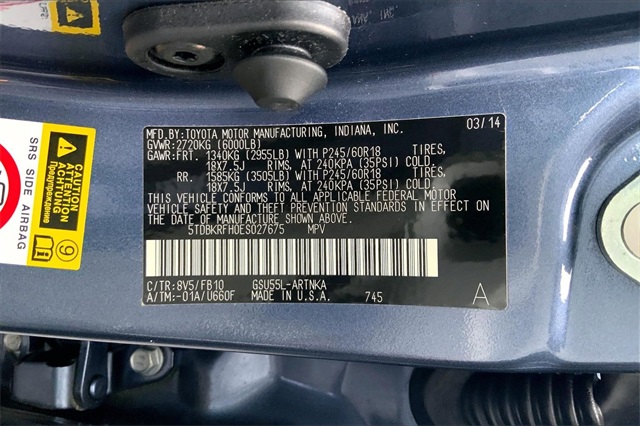 MFD.BY:TOYOTA MOTOR MANUFACTURING, INDIANA, INC. 03/14
GVWR:2720KG (6000LB)
GAWR:FRT. 1340KG (2955LB) WITH P245/60R18 TIRES,
18X7.5J RIMS, AT 240KPA (35PSI) COLD.
RR. 1585KG (3505LB) WITH P245/60R18 TIRES,
18X7.5J RIMS, AT 240KPA (35PSI) COLD.
THIS VEHICLE CONFORMS TO ALL APPLICABLE FEDERAL MOTOR
VEHICLE SAFETY AND THEFT PREVENTION STANDARDS IN EFFECT ON
THE DATE OF MANUFACTURE SHOWN ABOVE.
5TDBKRFH0ES027675 MPV
C/TR:8V5/FB10 GSU55L-ARTNKA
A/TM:-01A/U660F MADE IN U.S.A. 745 A
SRS SIDE AIRBAG
CAUTION
ATTENTION
ACHTUNG
Предупреждение
9